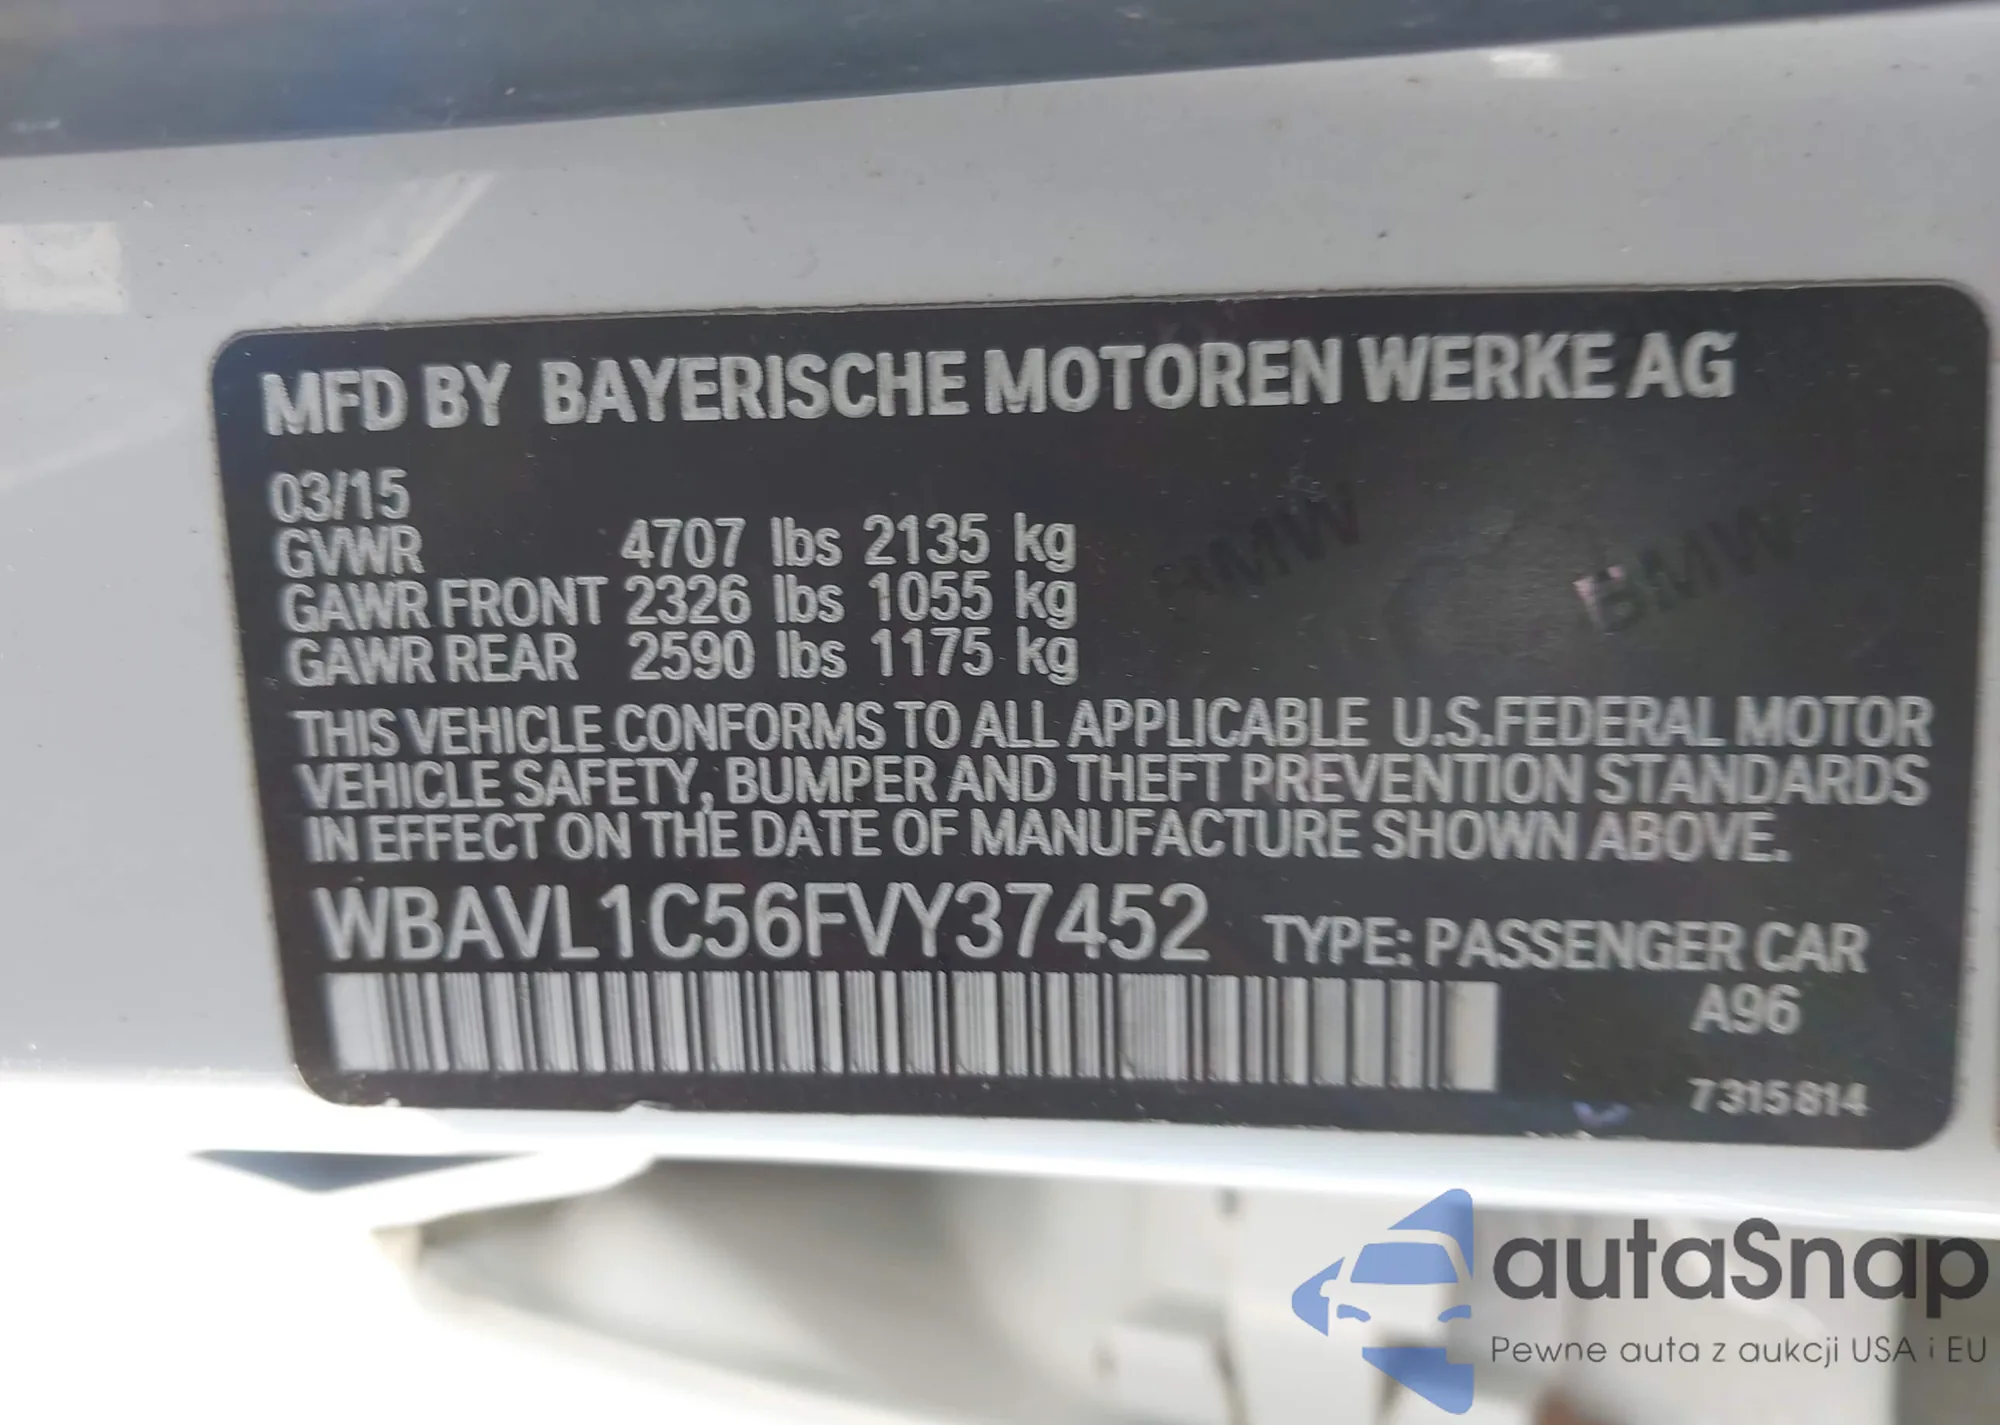 MFD BY BAYERISCHE MOTOREN WERKE AG
03/15
GVWR 4707 lbs 2135 kg
GAWR FRONT 2326 lbs 1055 kg
GAWR REAR 2590 lbs 1175 kg
BMW BMW
THIS VEHICLE CONFORMS TO ALL APPLICABLE U.S.FEDERAL MOTOR
VEHICLE SAFETY, BUMPER AND THEFT PREVENTION STANDARDS
IN EFFECT ON THE DATE OF MANUFACTURE SHOWN ABOVE.
WBAVL1C56FVY37452 TYPE: PASSENGER CAR
A96
7315814
autaSnap
Pewne auta z aukcji USA i EU